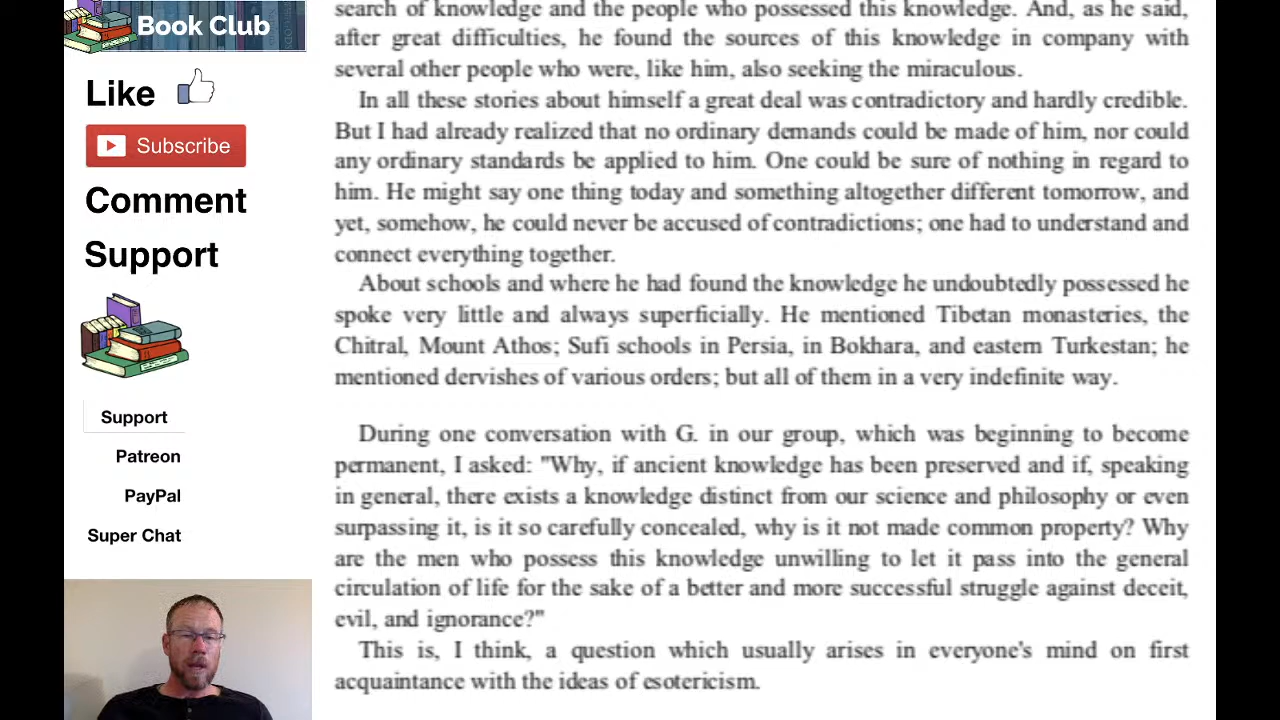 Book Club
Like
Subscribe
Comment
Support
Support
Patreon
PayPal
Super Chat
search of knowledge and the people who possessed this knowledge. And, as he said,
after great difficulties, he found the sources of this knowledge in company with
several other people who were, like him, also seeking the miraculous.
In all these stories about himself a great deal was contradictory and hardly credible.
But I had already realized that no ordinary demands could be made of him, nor could
any ordinary standards be applied to him. One could be sure of nothing in regard to
him. He might say one thing today and something altogether different tomorrow, and
yet, somehow, he could never be accused of contradictions; one had to understand and
connect everything together.
About schools and where he had found the knowledge he undoubtedly possessed he
spoke very little and always superficially. He mentioned Tibetan monasteries, the
Chitral, Mount Athos; Sufi schools in Persia, in Bokhara, and eastern Turkestan; he
mentioned dervishes of various orders; but all of them in a very indefinite way.
During one conversation with G. in our group, which was beginning to become
permanent, I asked: "Why, if ancient knowledge has been preserved and if, speaking
in general, there exists a knowledge distinct from our science and philosophy or even
surpassing it, is it so carefully concealed, why is it not made common property? Why
are the men who possess this knowledge unwilling to let it pass into the general
circulation of life for the sake of a better and more successful struggle against deceit,
evil, and ignorance?"
This is, I think, a question which usually arises in everyone's mind on first
acquaintance with the ideas of esotericism.